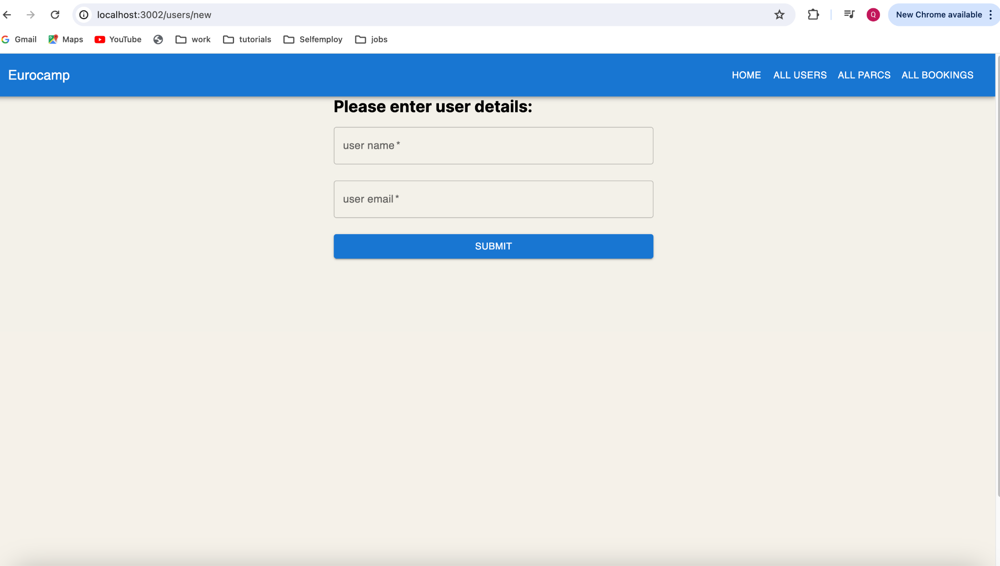 localhost:3002/users/new
Q
New Chrome available
Gmail Maps YouTube work tutorials Selfemploy jobs
Eurocamp HOME ALL USERS ALL PARCS ALL BOOKINGS
Please enter user details:
user name *
user email *
SUBMIT